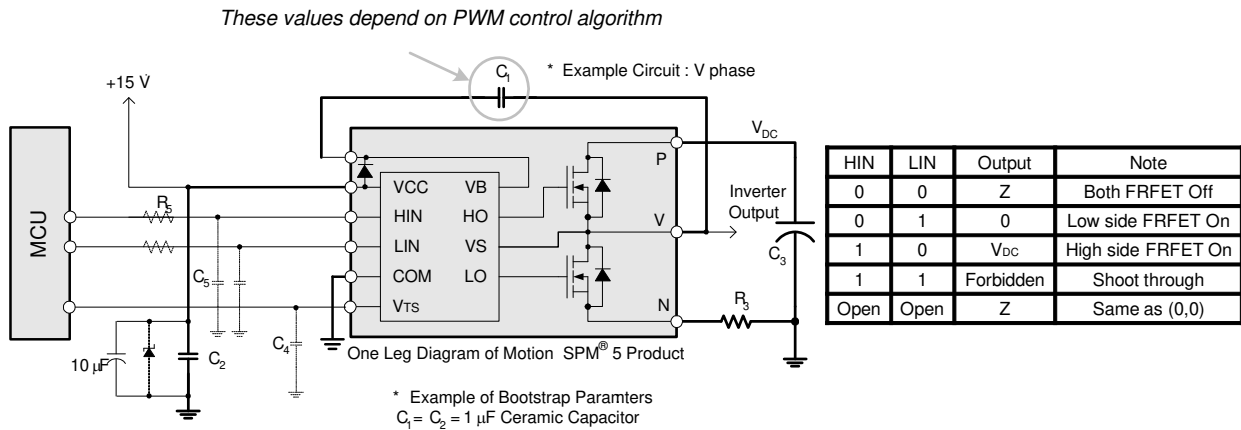 These values depend on PWM control algorithm
C1
* Example Circuit : V phase
+15 V
MCU
R5
C5
C4
10 μF
C2
VCC
HIN
LIN
COM
VTS
VB
HO
VS
LO
P
V
N
VDC
Inverter
Output
C3
R3
One Leg Diagram of Motion SPM® 5 Product
* Example of Bootstrap Paramters
C1= C2 = 1 μF Ceramic Capacitor
HIN LIN Output Note
0 0 Z Both FRFET Off
0 1 0 Low side FRFET On
1 0 VDC High side FRFET On
1 1 Forbidden Shoot through
Open Open Z Same as (0,0)